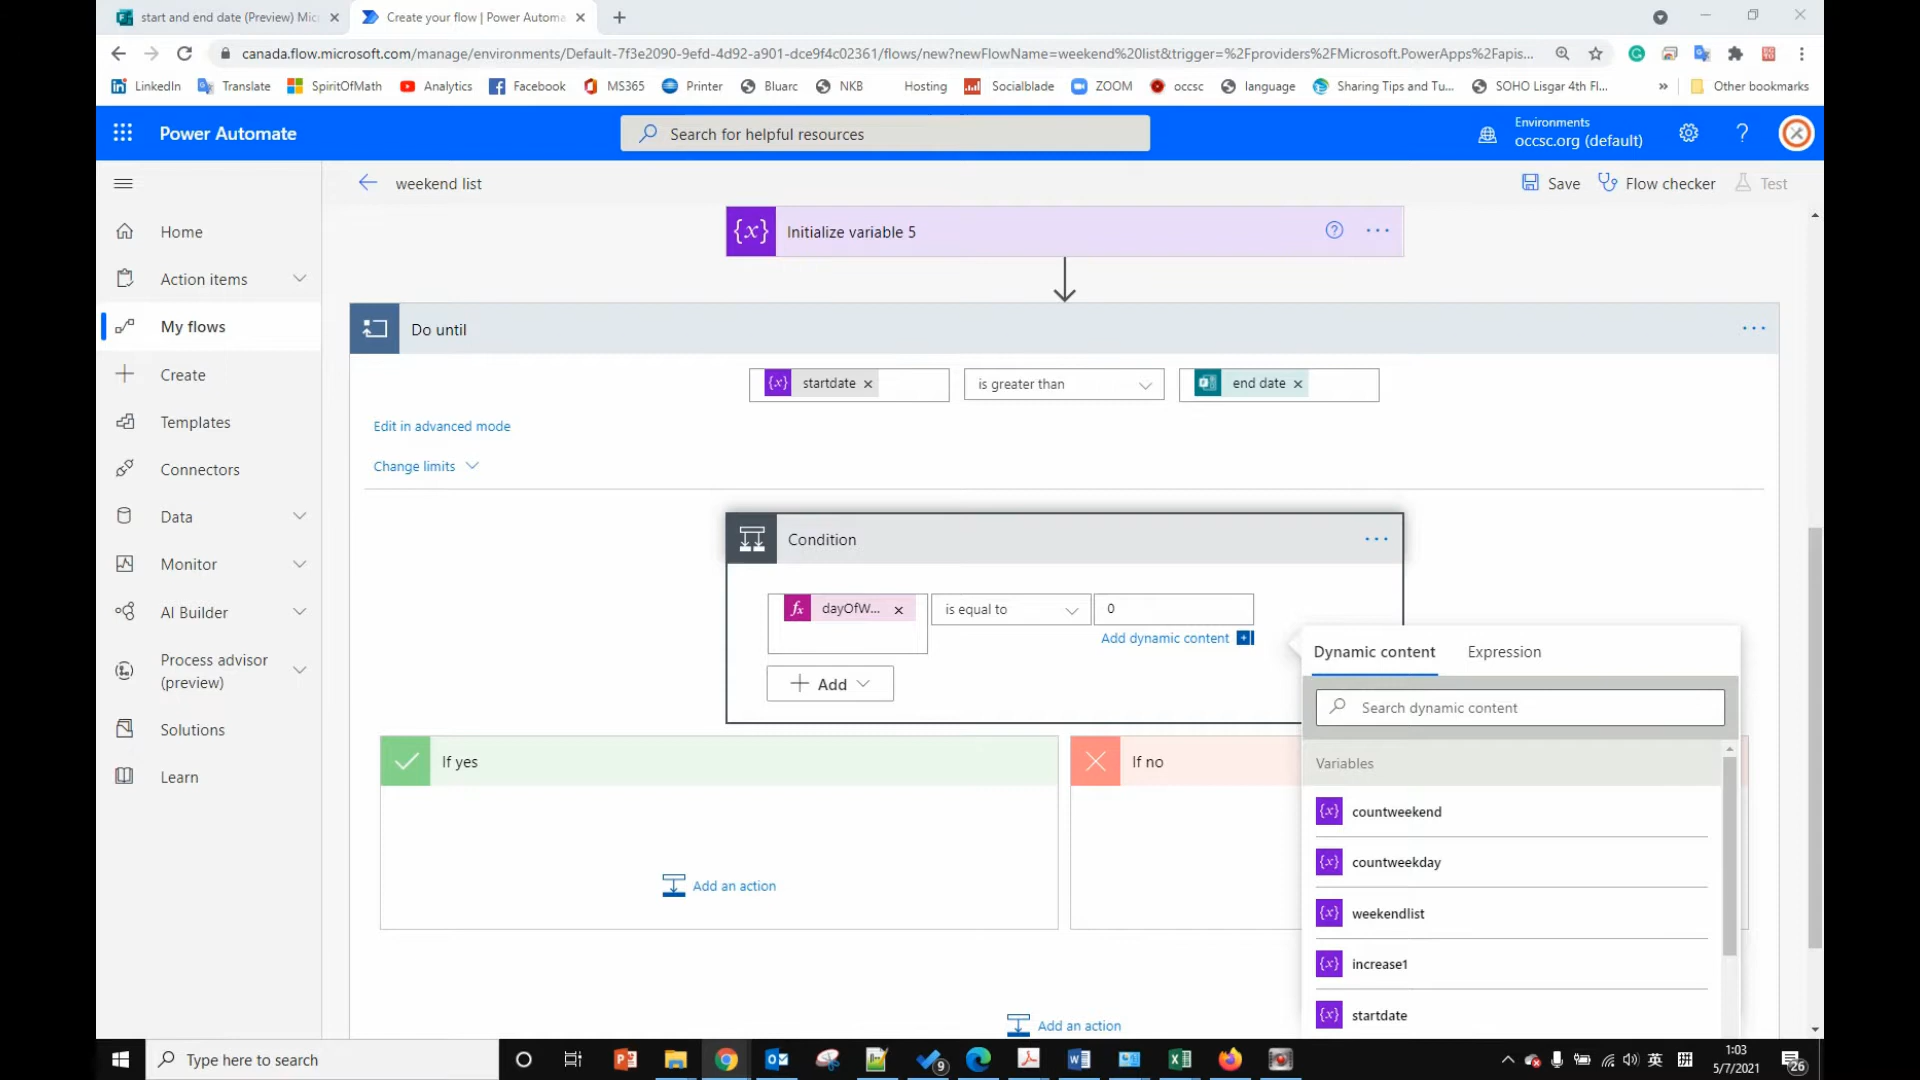 start and end date (Preview) Mic
Create your flow | Power Automa
canada.flow.microsoft.com/manage/environments/Default-7f3e2090-9efd-4d92-a901-dce9f4c02361/flows/new?newFlowName=weekend%20list&trigger=%2Fproviders%2FMicrosoft.PowerApps%2Fapis...
LinkedIn Translate SpiritOfMath Analytics Facebook MS365 Printer Bluarc NKB Hosting Socialblade ZOOM occsc language Sharing Tips and Tu... SOHO Lisgar 4th Fl... » Other bookmarks
Power Automate
Search for helpful resources
Environments
occsc.org (default)
weekend list
Save Flow checker Test
Home
Action items
My flows
Create
Templates
Connectors
Data
Monitor
AI Builder
Process advisor
(preview)
Solutions
Learn
{x} Initialize variable 5
Do until
{x} startdate is greater than end date
Edit in advanced mode
Change limits
Condition
fx dayOfW... is equal to 0
Add dynamic content
Add
If yes
Add an action
If no
Add an action
Dynamic content Expression
Search dynamic content
Variables
{x} countweekend
{x} countweekday
{x} weekendlist
{x} increase1
{x} startdate
Type here to search
9
英
1:03
5/7/2021
26